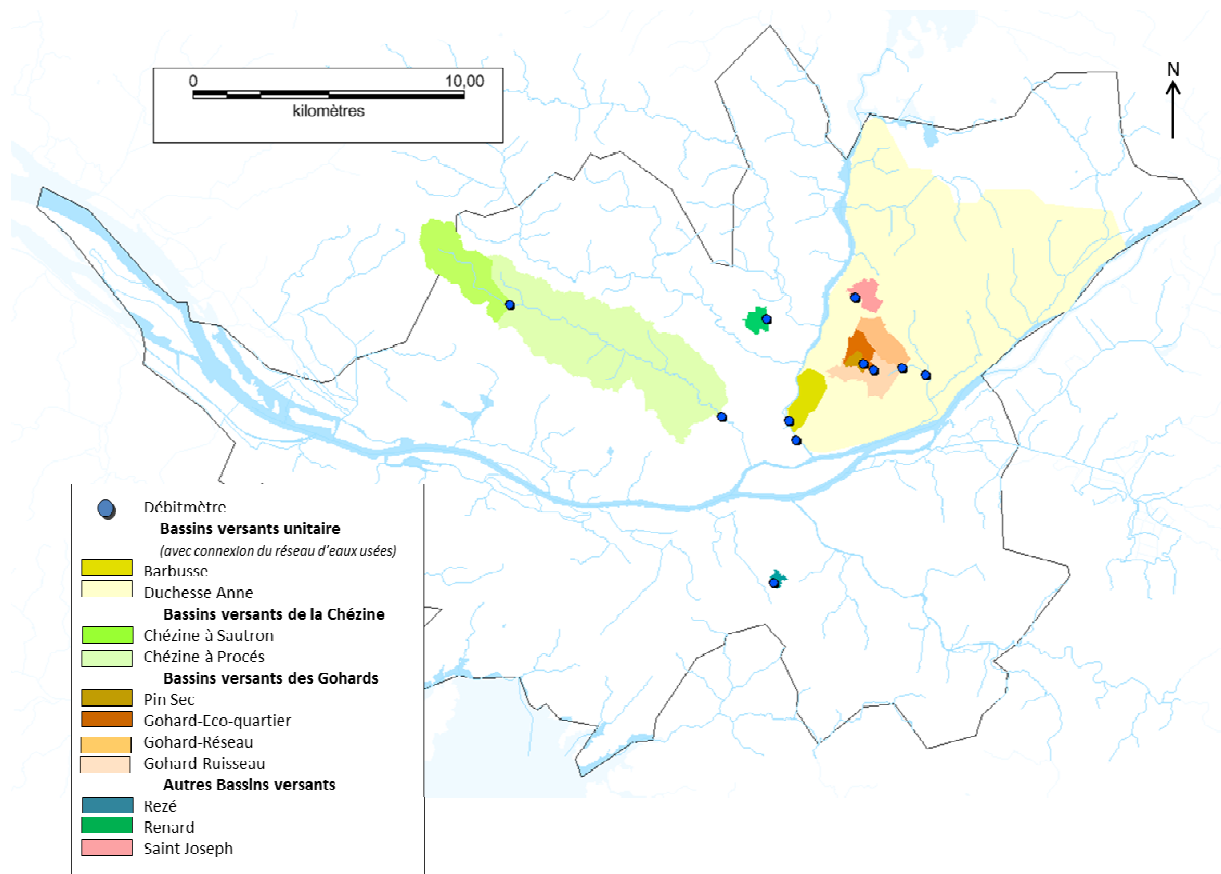 0 10,00
kilomètres
N
Débitmètre
Bassins versants unitaire
(avec connexion du réseau d'eaux usées)
Barbusse
Duchesse Anne
Bassins versants de la Chézine
Chézine à Sautron
Chézine à Procés
Bassins versants des Gohards
Pin Sec
Gohard-Eco-quartier
Gohard-Réseau
Gohard Ruisseau
Autres Bassins versants
Rezé
Renard
Saint Joseph